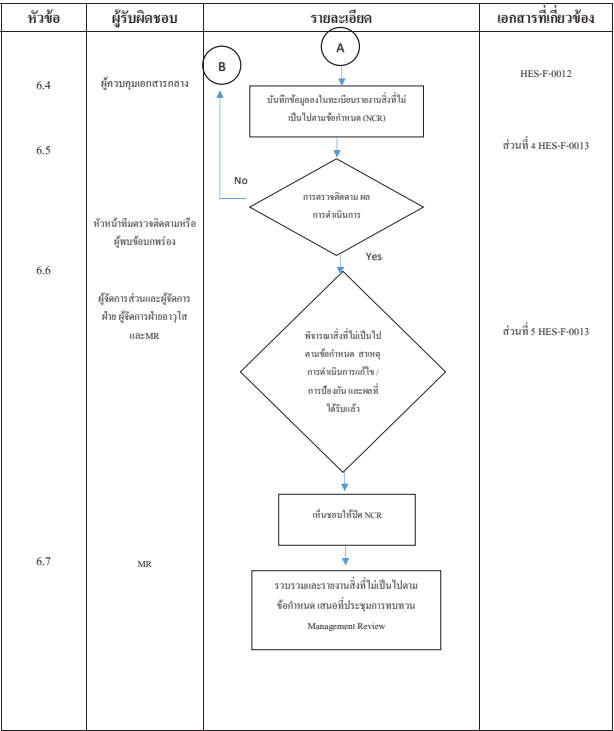 หัวข้อ
ผู้รับผิดชอบ
รายละเอียด
เอกสารที่เกี่ยวข้อง
A
B
6.4
ผู้ควบคุมเอกสารกลาง
บันทึกข้อมูลลงในทะเบียนรายงานสิ่งที่ไม่
เป็นไปตามข้อกำหนด (NCR)
HES-F-0012
6.5
ส่วนที่ 4 HES-F-0013
No
การตรวจติดตาม ผล
การดำเนินการ
หัวหน้าทีมตรวจติดตามหรือ
ผู้พบข้อบกพร่อง
Yes
6.6
ผู้จัดการส่วนและผู้จัดการ
ฝ่าย ผู้จัดการฝ่ายอาวุโส
และMR
พิจารณาสิ่งที่ไม่เป็นไป
ตามข้อกำหนด สาเหตุ
การดำเนินการแก้ไข /
การป้องกัน และผลที่
ได้รับแล้ว
ส่วนที่ 5 HES-F-0013
เห็นชอบให้ปิด NCR
6.7
MR
รวบรวมและรายงานสิ่งที่ไม่เป็นไปตาม
ข้อกำหนด เสนอที่ประชุมการทบทวน
Management Review